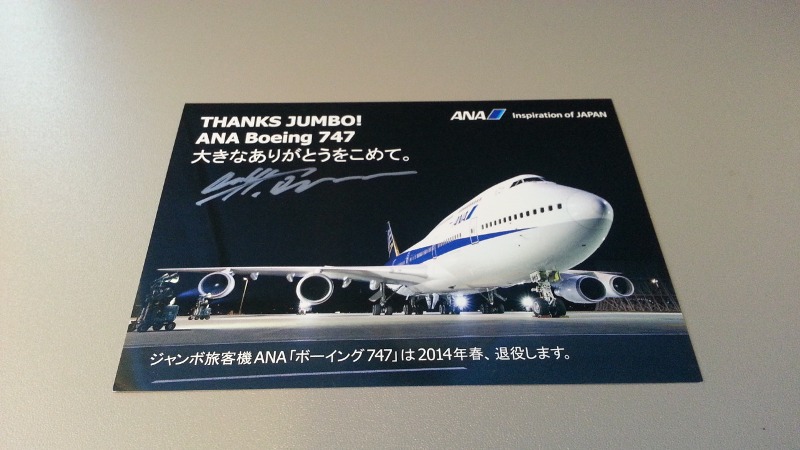 THANKS JUMBO!
ANA Boeing 747
大きなありがとうをこめて。
ANA Inspiration of JAPAN
ANA
ジャンボ旅客機ANA「ボーイング747」は2014年春、退役します。